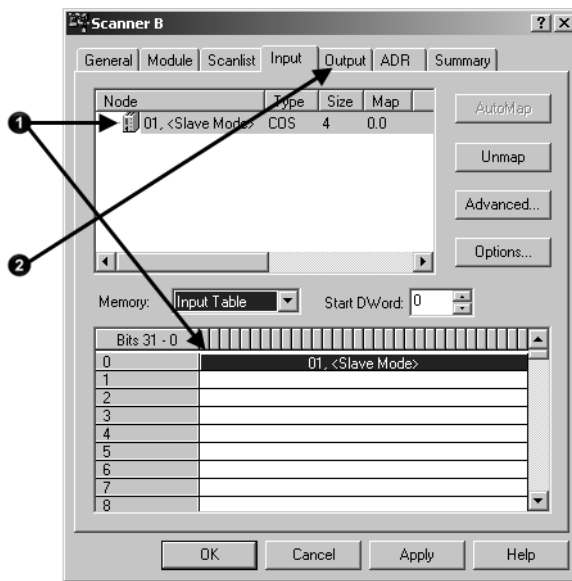 Scanner B
General Module Scanlist Input Output ADR Summary
Node Type Size Map
01, <Slave Mode> COS 4 0.0
AutoMap
Unmap
Advanced...
Options...
1
2
Memory: Input Table Start DWord: 0
Bits 31 - 0
0 01, <Slave Mode>
1
2
3
4
5
6
7
8
OK Cancel Apply Help